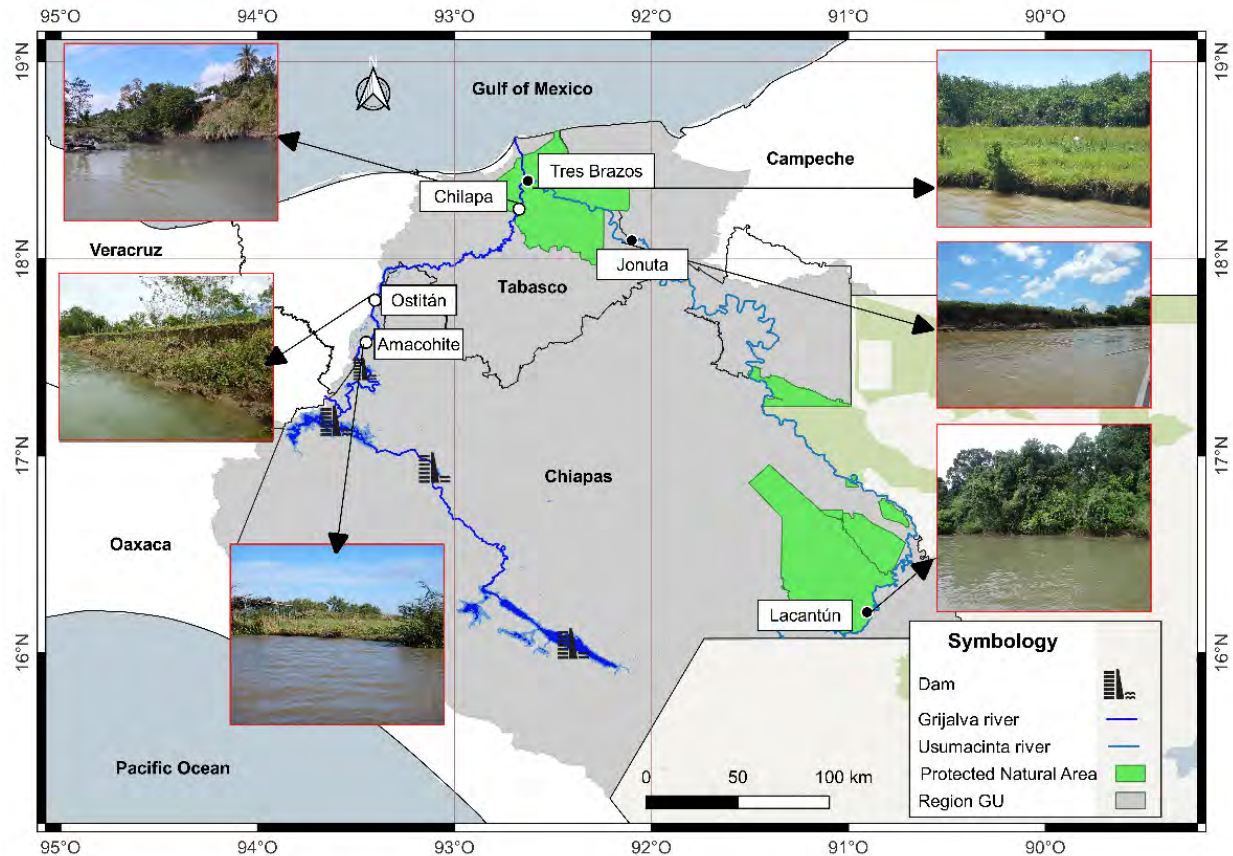 95°O 94°O 93°O 92°O 91°O 90°O
19°N 19°N
N
Gulf of Mexico
Campeche
Tres Brazos
Chilapa
Veracruz
18°N 18°N
Jonuta
Tabasco
Ostitán
Amacohite
17°N 17°N
Chiapas
Oaxaca
Lacantún
16°N 16°N
Symbology
Dam
Grijalva river
Usumacinta river
Protected Natural Area
Region GU
Pacific Ocean
0 50 100 km
95°O 94°O 93°O 92°O 91°O 90°O